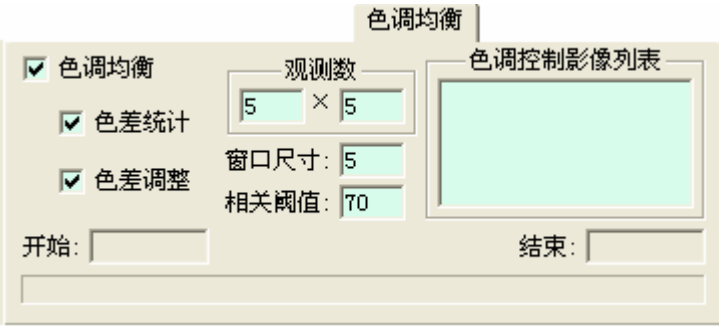 色调均衡
色调均衡
色差统计
色差调整
观测数
5 × 5
窗口尺寸: 5
相关阈值: 70
色调控制影像列表
开始:
结束: